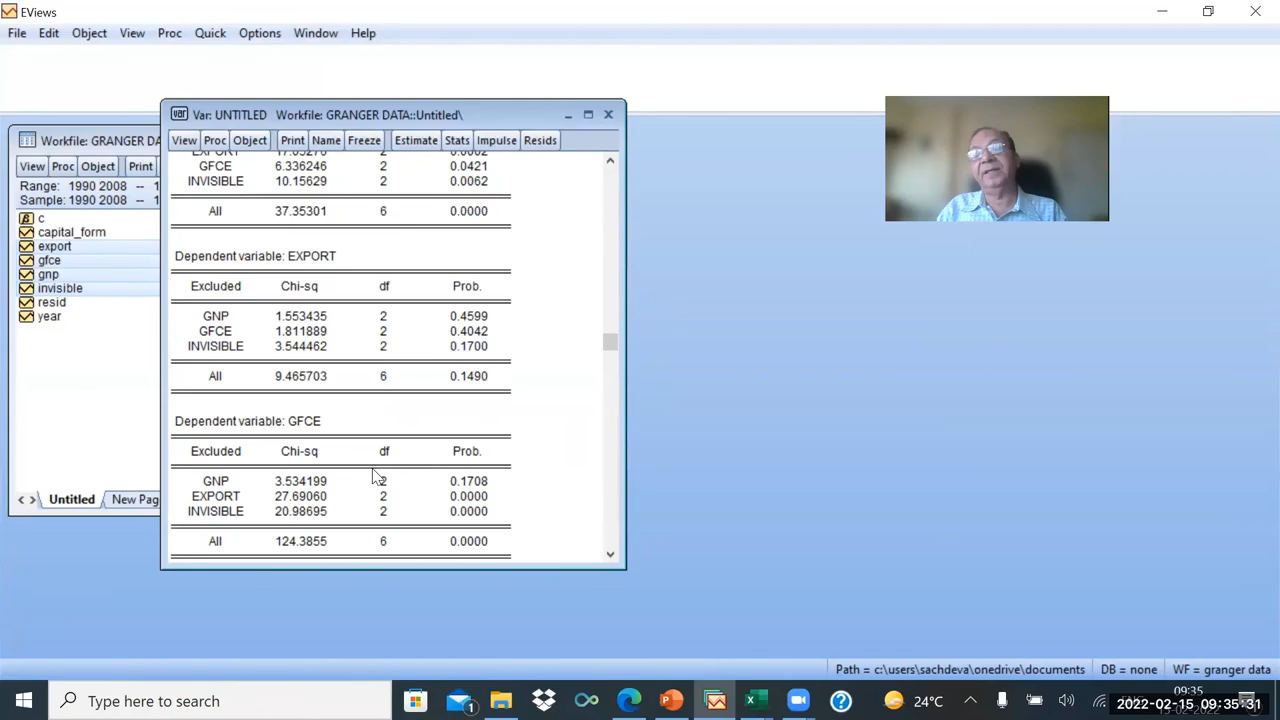 EViews
File Edit Object View Proc Quick Options Window Help
Var: UNTITLED Workfile: GRANGER DATA::Untitled\
View Proc Object Print Name Freeze Estimate Stats Impulse Resids
Workfile: GRANGER DA
View Proc Object Print
Range: 1990 2008 --
Sample: 1990 2008 --
c
capital_form
export
gfce
gnp
invisible
resid
year
Untitled New Pag
EXPORT 2
GFCE 6.336246 2 0.0421
INVISIBLE 10.15629 2 0.0062
All 37.35301 6 0.0000
Dependent variable: EXPORT
Excluded Chi-sq df Prob.
GNP 1.553435 2 0.4599
GFCE 1.811889 2 0.4042
INVISIBLE 3.544462 2 0.1700
All 9.465703 6 0.1490
Dependent variable: GFCE
Excluded Chi-sq df Prob.
GNP 3.534199 2 0.1708
EXPORT 27.69060 2 0.0000
INVISIBLE 20.98695 2 0.0000
All 124.3855 6 0.0000
Path = c:\users\sachdeva\onedrive\documents DB = none WF = granger data
Type here to search
1
24°C
09:35
2022-02-15 09:35:31